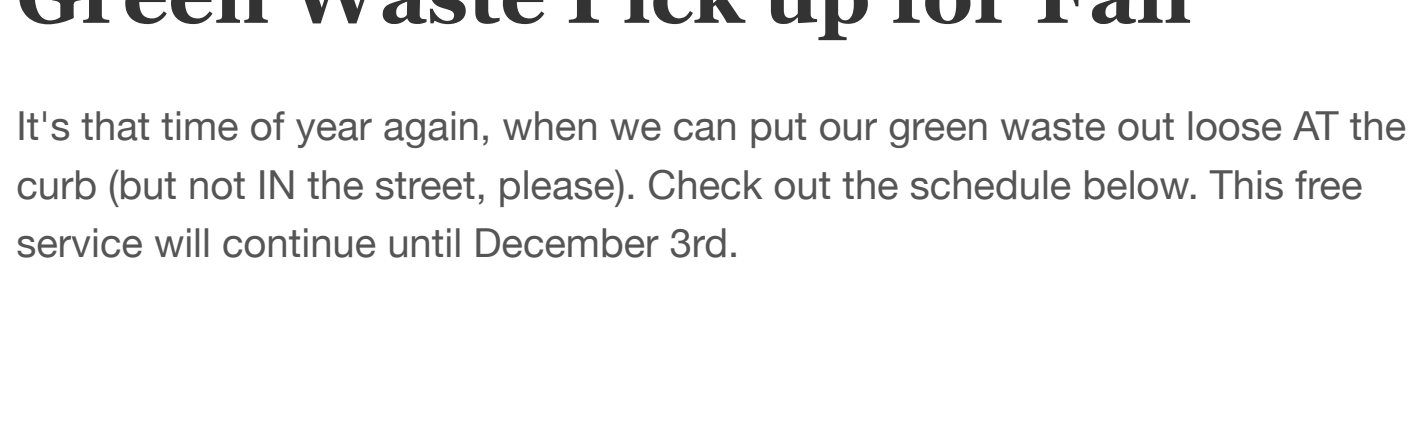 Green Waste Pick up for Fall
It's that time of year again, when we can put our green waste out loose AT the
curb (but not IN the street, please). Check out the schedule below. This free
service will continue until December 3rd.